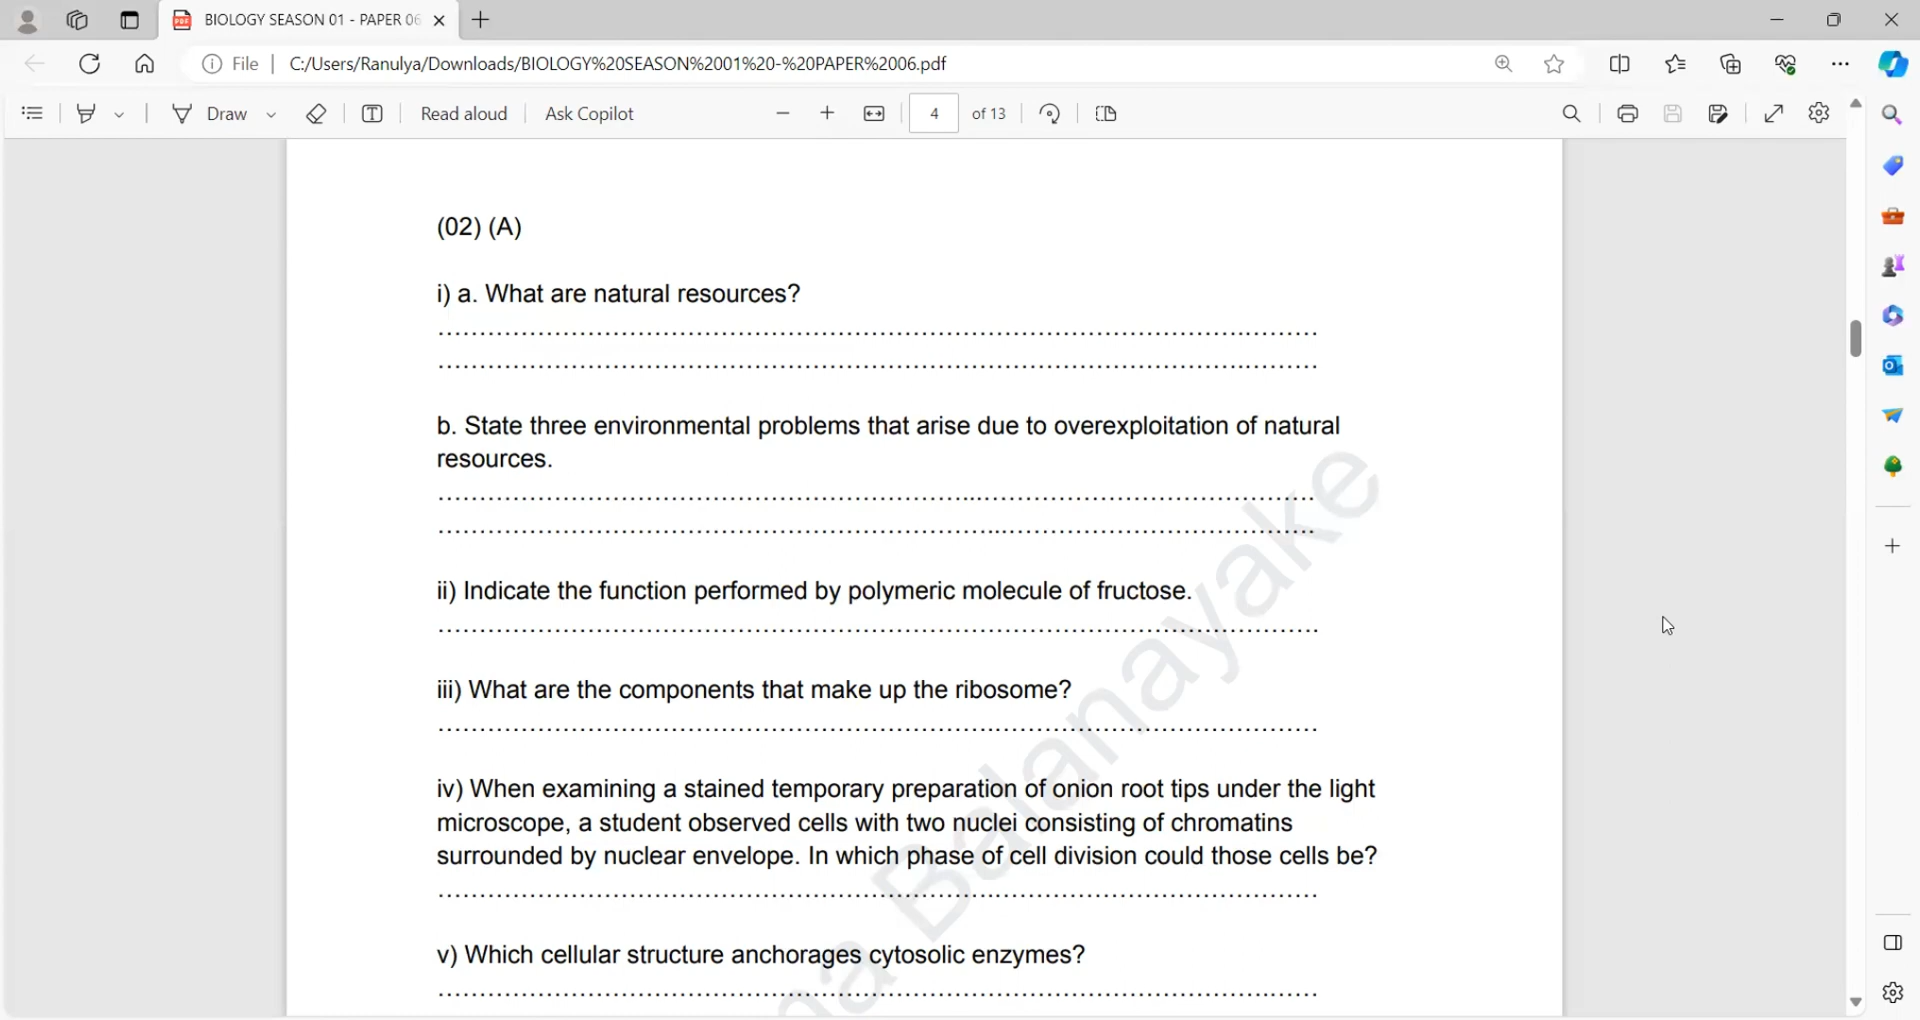 BIOLOGY SEASON 01 - PAPER 06
File
C:/Users/Ranulya/Downloads/BIOLOGY%20SEASON%2001%20-%20PAPER%2006.pdf
Draw
Read aloud
Ask Copilot
4
of 13
(02) (A)
i) a. What are natural resources?
b. State three environmental problems that arise due to overexploitation of natural
resources.
ii) Indicate the function performed by polymeric molecule of fructose.
iii) What are the components that make up the ribosome?
iv) When examining a stained temporary preparation of onion root tips under the light
microscope, a student observed cells with two nuclei consisting of chromatins
surrounded by nuclear envelope. In which phase of cell division could those cells be?
v) Which cellular structure anchorages cytosolic enzymes?
Balanayake